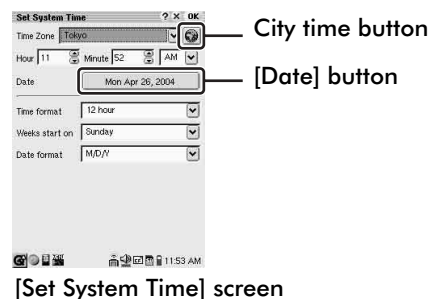 Set System Time ? × OK
City time button
Time Zone Tokyo
Hour 11 Minute 52 AM
[Date] button
Date Mon Apr 26, 2004
Time format 12 hour
Weeks start on Sunday
Date format M/D/Y
11:53 AM
[Set System Time] screen